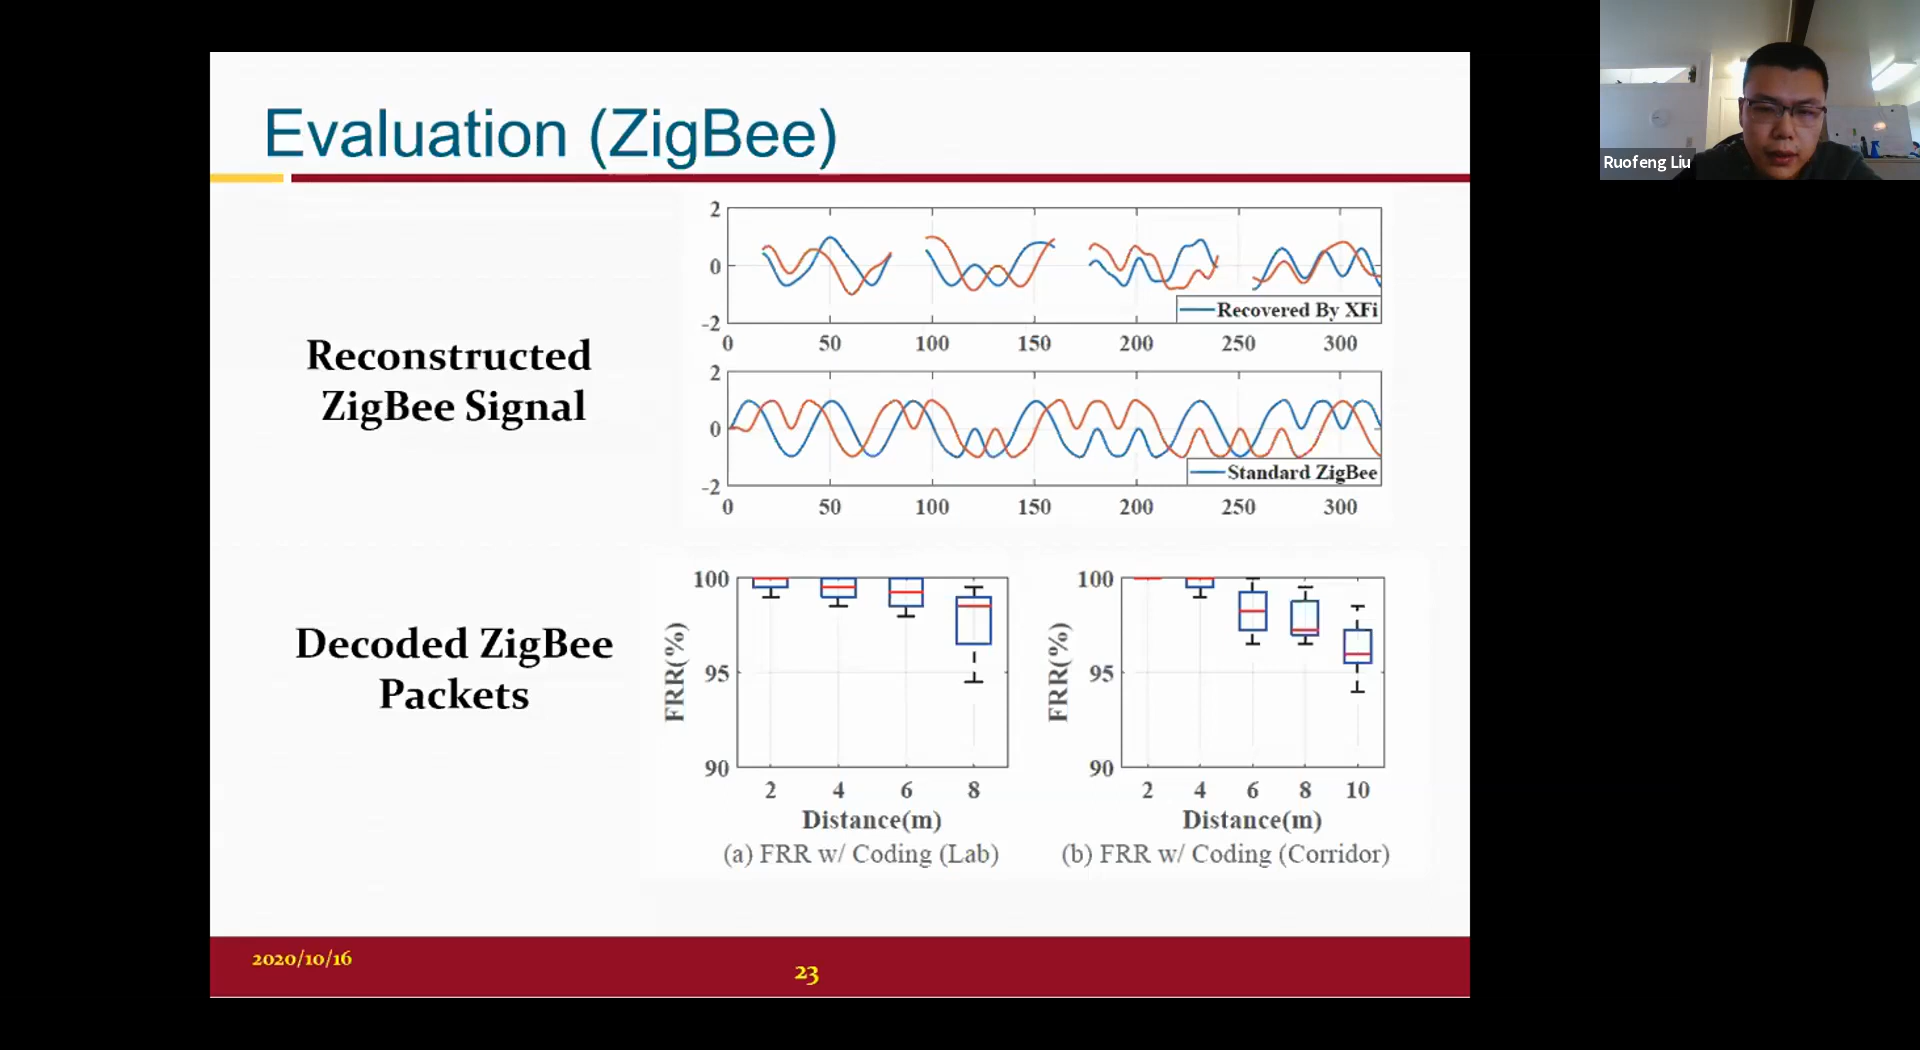 Evaluation (ZigBee)
Ruofeng Liu
Reconstructed
ZigBee Signal
2
0
-2
0 50 100 150 200 250 300
Recovered By XFi
2
0
-2
0 50 100 150 200 250 300
Standard ZigBee
Decoded ZigBee
Packets
100
95
90
FRR(%)
2 4 6 8
Distance(m)
(a) FRR w/ Coding (Lab)
100
95
90
FRR(%)
2 4 6 8 10
Distance(m)
(b) FRR w/ Coding (Corridor)
2020/10/16
23